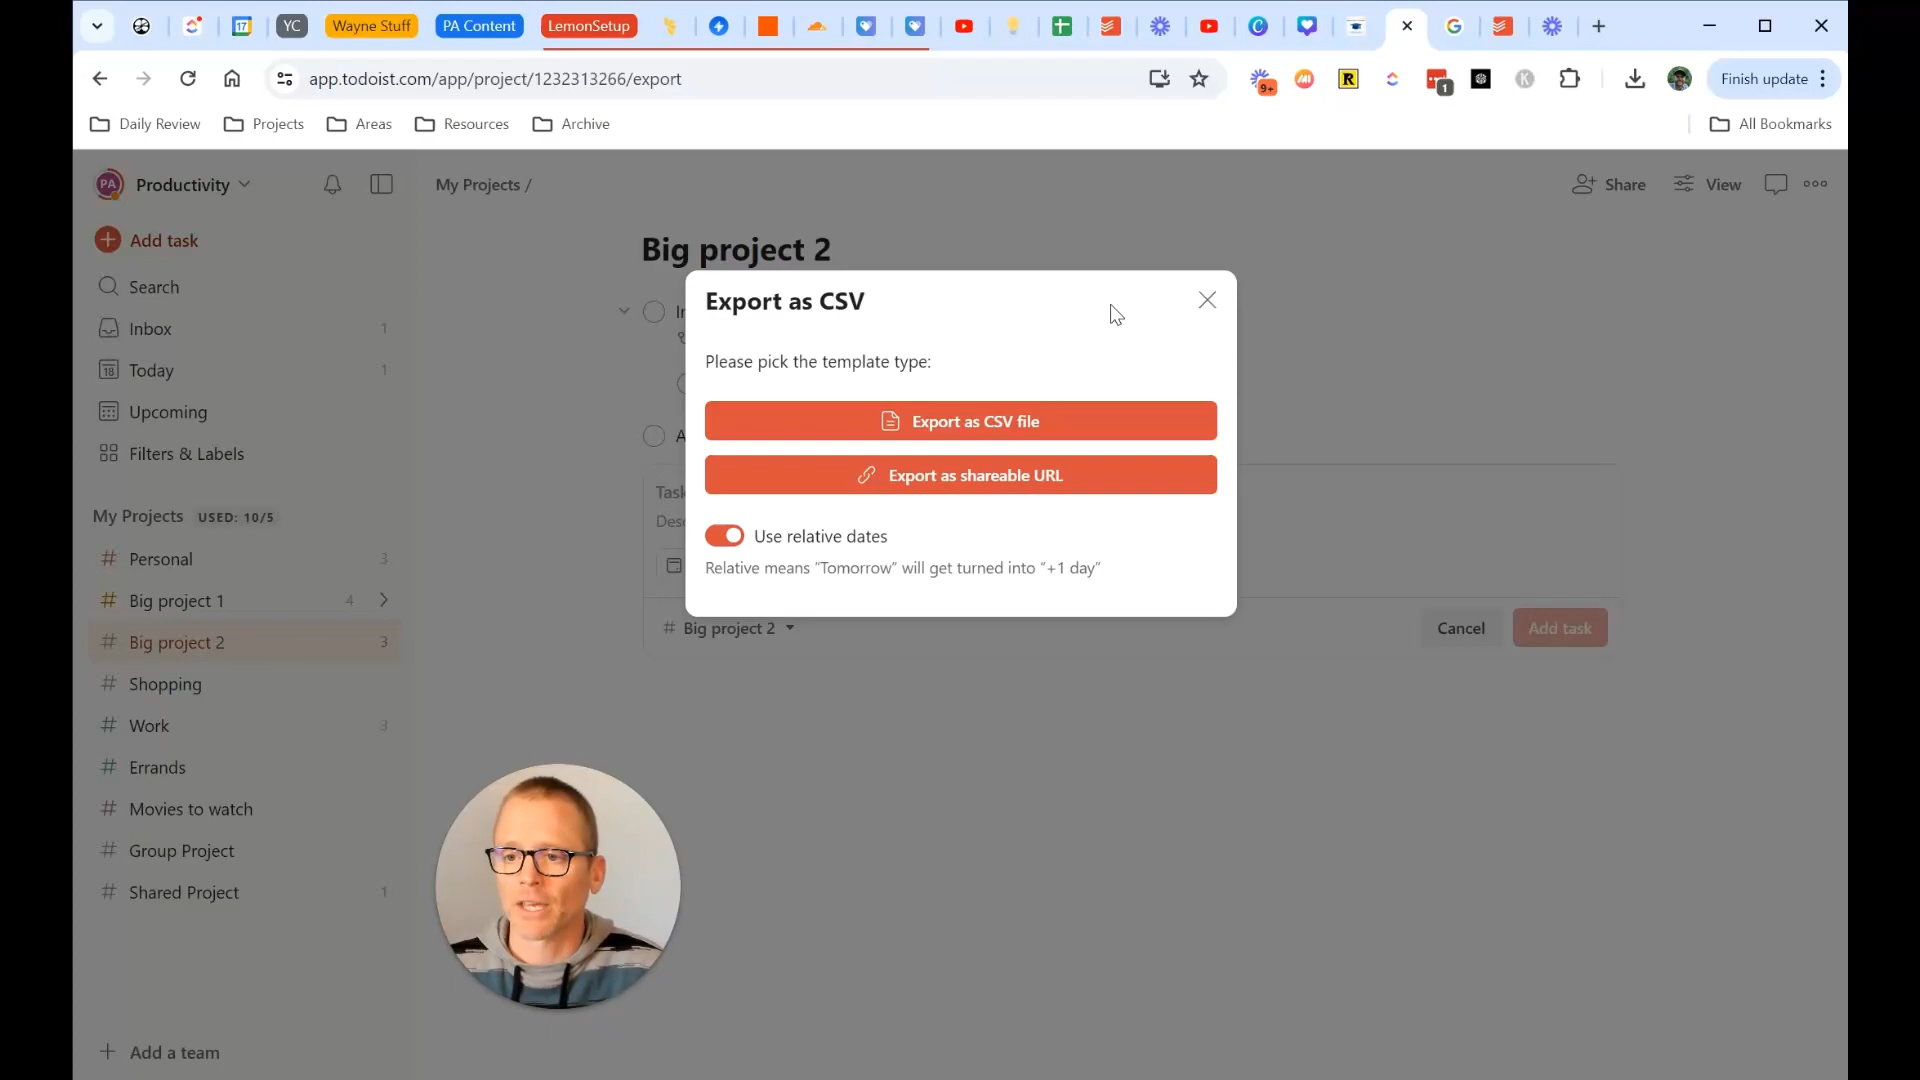 YC
Wayne Stuff
PA Content
LemonSetup
app.todoist.com/app/project/1232313266/export
9+
1
Finish update
Daily Review
Projects
Areas
Resources
Archive
All Bookmarks
PA
Productivity
My Projects /
Share
View
Add task
Search
Inbox 1
Today 1
Upcoming
Filters & Labels
My Projects USED: 10/5
# Personal 3
# Big project 1 4
# Big project 2 3
# Shopping
# Work 3
# Errands
# Movies to watch
# Group Project
# Shared Project 1
Add a team
Big project 2
Export as CSV
Please pick the template type:
Export as CSV file
Export as shareable URL
Use relative dates
Relative means “Tomorrow” will get turned into “+1 day”
# Big project 2
Cancel
Add task